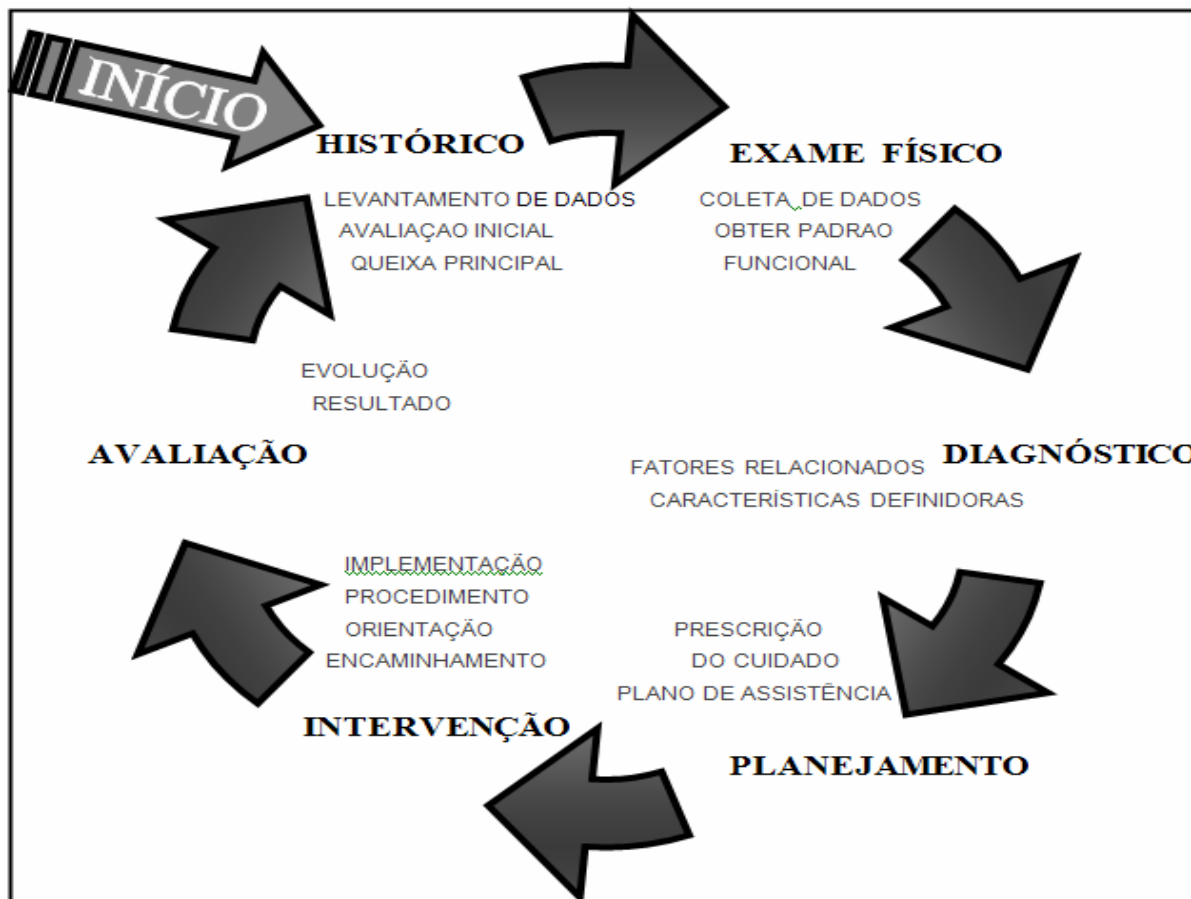 INÍCIO
HISTÓRICO
LEVANTAMENTO DE DADOS
AVALIAÇAO INICIAL
QUEIXA PRINCIPAL
EXAME FÍSICO
COLETA DE DADOS
OBTER PADRAO
FUNCIONAL
DIAGNÓSTICO
FATORES RELACIONADOS
CARACTERÍSTICAS DEFINIDORAS
PRESCRIÇÃO
DO CUIDADO
PLANO DE ASSISTÊNCIA
PLANEJAMENTO
IMPLEMENTAÇÃO
PROCEDIMENTO
ORIENTAÇÃO
ENCAMINHAMENTO
INTERVENÇÃO
AVALIAÇÃO
EVOLUÇÃO
RESULTADO